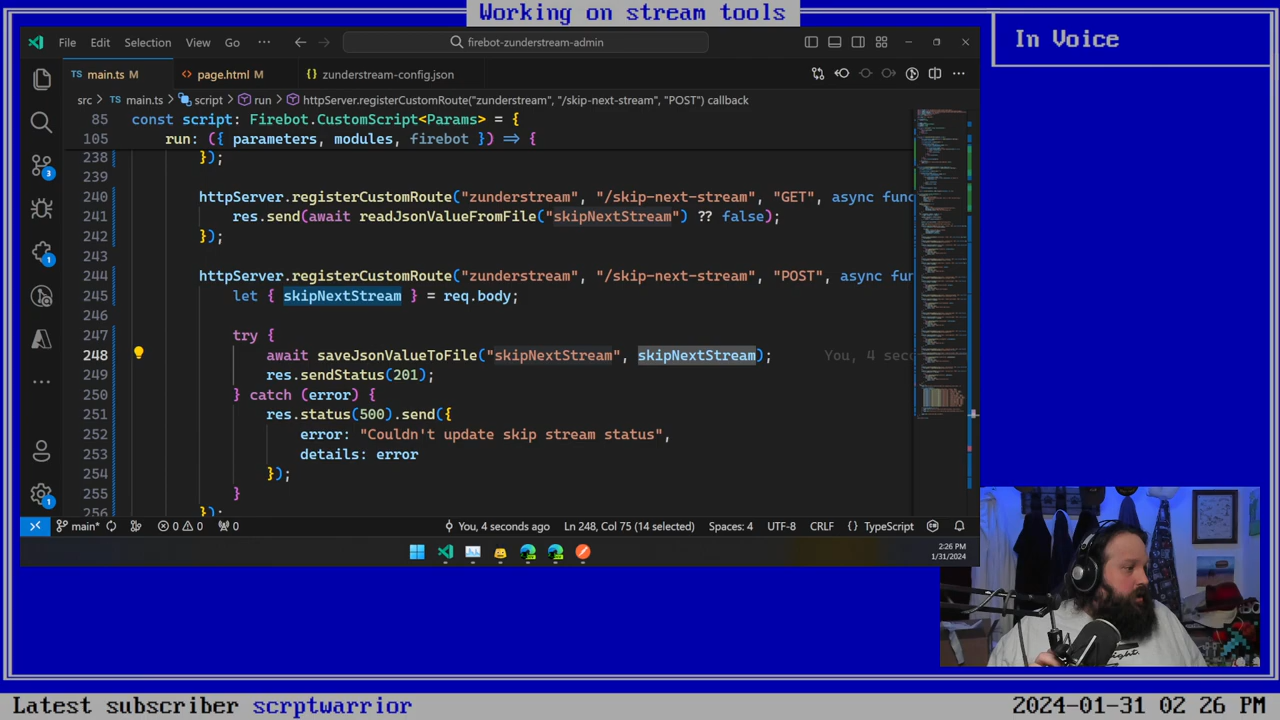 Working on stream tools
In Voice
File Edit Selection View Go ··· firebot-zunderstream-admin
main.ts M page.html M {} zunderstream-config.json
src > main.ts > script > run > httpServer.registerCustomRoute("zunderstream", "/skip-next-stream", "POST") callback
85 const script: Firebot.CustomScript<Params> = {
105 run: parameters, modules, firebot }) => {
238 });
239
240 httpServer.registerCustomRoute("zunderstream", "/skip-next-stream", "GET", async func
241 res.send(await readJsonValueFromFile("skipNextStream") ?? false);
242 });
243
244 httpServer.registerCustomRoute("zunderstream", "/skip-next-stream", "POST", async fun
245 let { skipNextStream } = req.body;
246
247 {
248 await saveJsonValueToFile("skipNextStream", skipNextStream); You, 4 seco
249 res.sendStatus(201);
250 catch (error) {
251 res.status(500).send({
252 error: "Couldn't update skip stream status",
253 details: error
254 });
255 }
256 });
3
1
1
main* 0 0 0 You, 4 seconds ago Ln 248, Col 75 (14 selected) Spaces: 4 UTF-8 CRLF {} TypeScript
2:26 PM
1/31/2024
Latest subscriber scrptwarrior 2024-01-31 02 26 PM